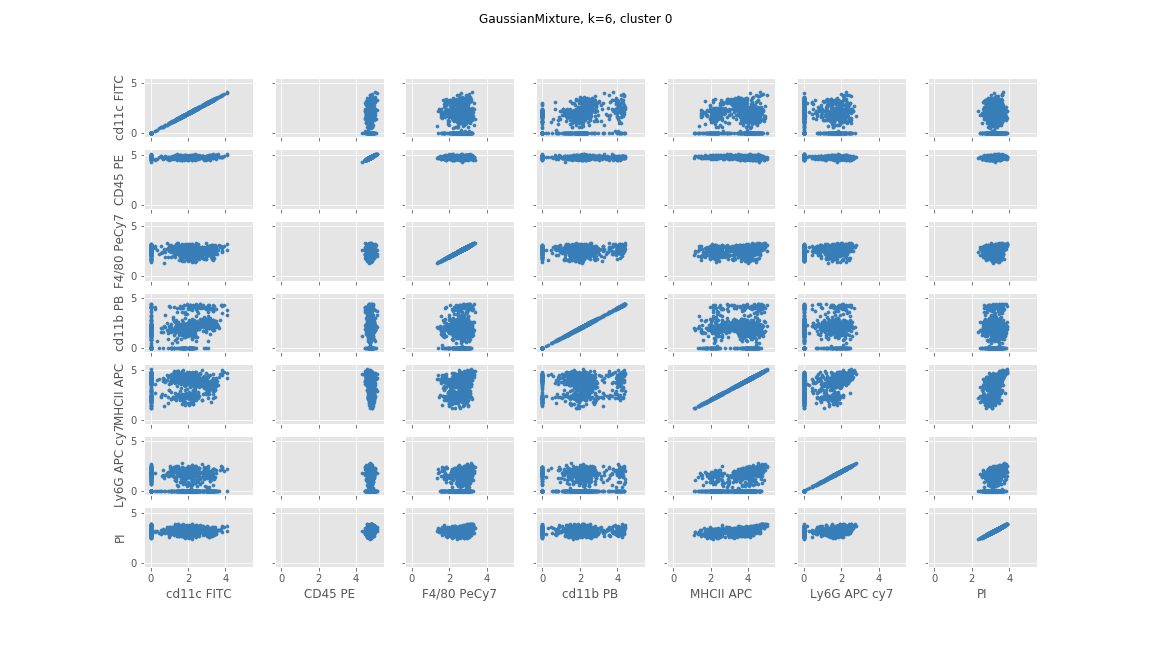 GaussianMixture, k=6, cluster 0
cd11c FITC
5
0
CD45 PE
5
0
F4/80 PeCy7
5
0
cd11b PB
5
0
MHCII APC
5
0
Ly6G APC cy7
5
0
PI
5
0
0 2 4 0 2 4 0 2 4 0 2 4 0 2 4 0 2 4 0 2 4
cd11c FITC CD45 PE F4/80 PeCy7 cd11b PB MHCII APC Ly6G APC cy7 PI